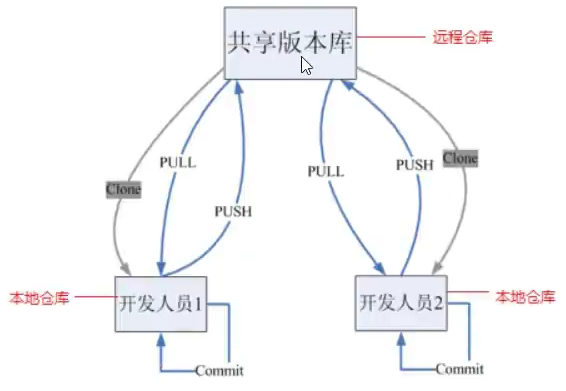 共享版本库
远程仓库
Clone
PULL
PUSH
PULL
PUSH
Clone
本地仓库
开发人员1
开发人员2
本地仓库
Commit
Commit